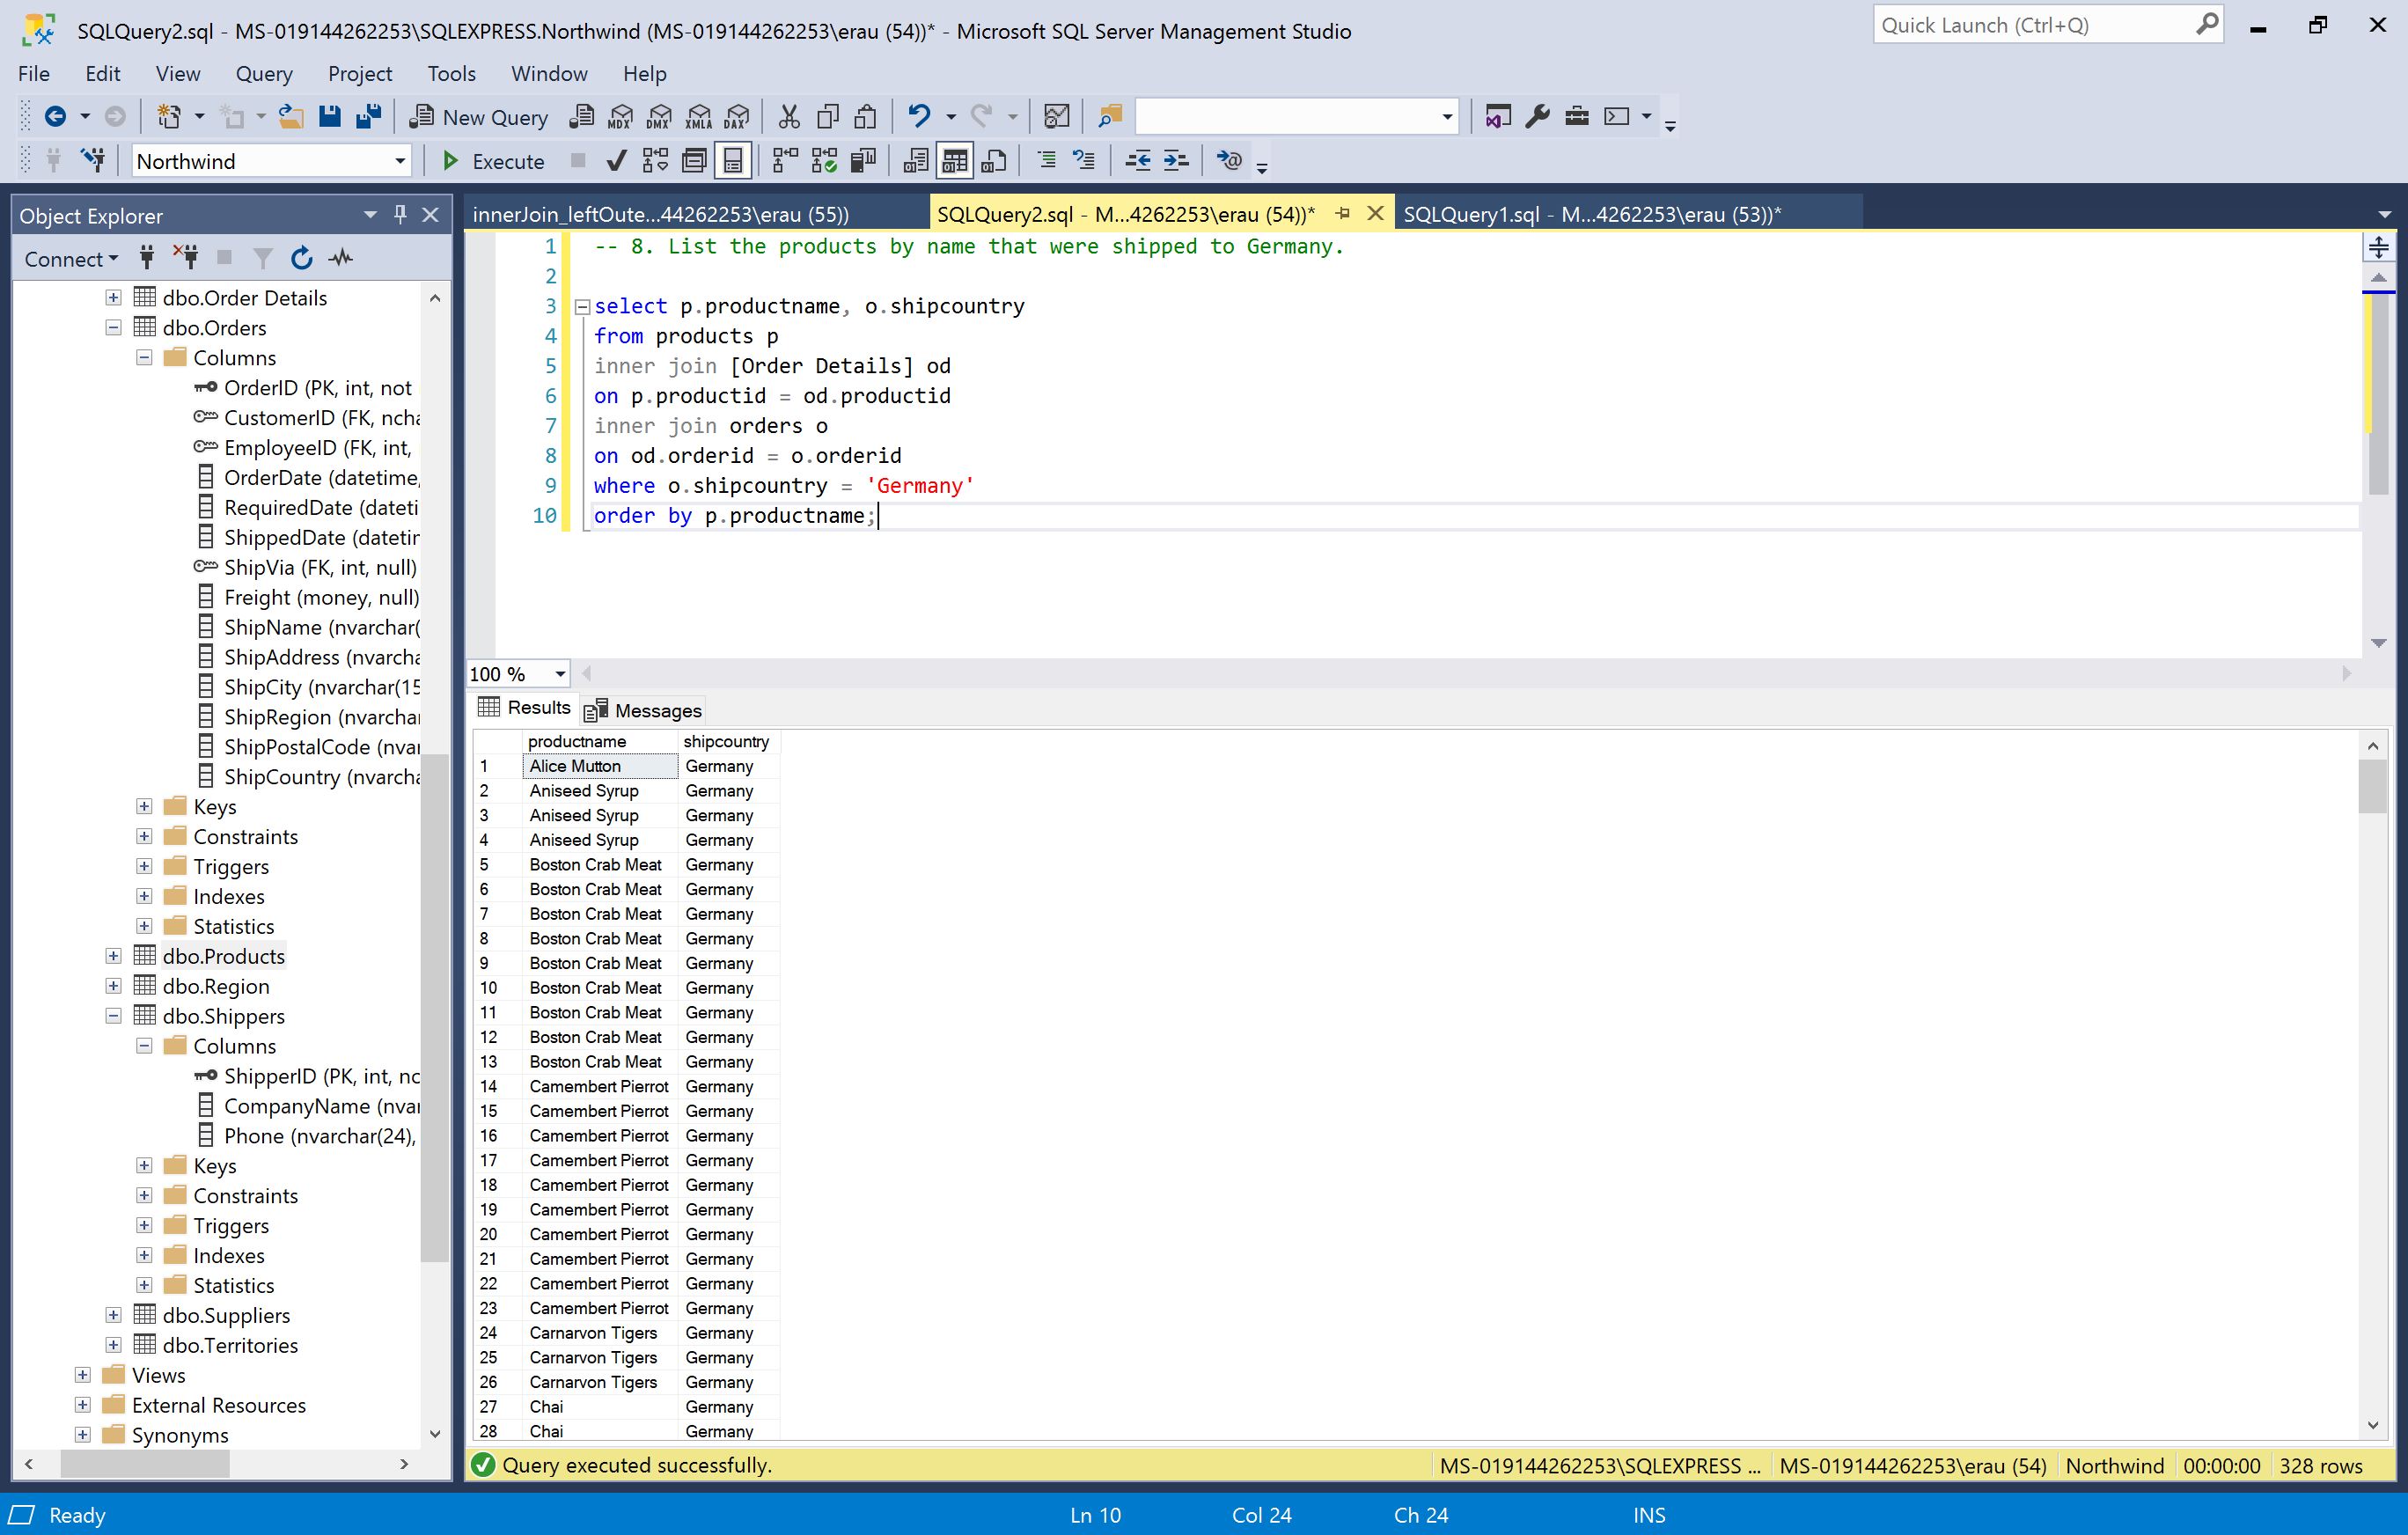 SQLQuery2.sql - MS-019144262253\SQLEXPRESS.Northwind (MS-019144262253\erau (54))* - Microsoft SQL Server Management Studio
Quick Launch (Ctrl+Q)
File Edit View Query Project Tools Window Help
New Query MDX DMX XMLA DAX
Northwind Execute
Object Explorer
Connect
dbo.Order Details
dbo.Orders
Columns
OrderID (PK, int, not
CustomerID (FK, ncha
EmployeeID (FK, int,
OrderDate (datetime,
RequiredDate (dateti
ShippedDate (datetin
ShipVia (FK, int, null)
Freight (money, null)
ShipName (nvarchar(
ShipAddress (nvarcha
ShipCity (nvarchar(15
ShipRegion (nvarchar
ShipPostalCode (nvar
ShipCountry (nvarcha
Keys
Constraints
Triggers
Indexes
Statistics
dbo.Products
dbo.Region
dbo.Shippers
Columns
ShipperID (PK, int, nc
CompanyName (nvar
Phone (nvarchar(24),
Keys
Constraints
Triggers
Indexes
Statistics
dbo.Suppliers
dbo.Territories
Views
External Resources
Synonyms
innerJoin_leftOute...44262253\erau (55)) SQLQuery2.sql - M...4262253\erau (54))* SQLQuery1.sql - M...4262253\erau (53))*
1 -- 8. List the products by name that were shipped to Germany.
2
3 select p.productname, o.shipcountry
4 from products p
5 inner join [Order Details] od
6 on p.productid = od.productid
7 inner join orders o
8 on od.orderid = o.orderid
9 where o.shipcountry = 'Germany'
10 order by p.productname;
100 %
Results Messages
productname shipcountry
1 Alice Mutton Germany
2 Aniseed Syrup Germany
3 Aniseed Syrup Germany
4 Aniseed Syrup Germany
5 Boston Crab Meat Germany
6 Boston Crab Meat Germany
7 Boston Crab Meat Germany
8 Boston Crab Meat Germany
9 Boston Crab Meat Germany
10 Boston Crab Meat Germany
11 Boston Crab Meat Germany
12 Boston Crab Meat Germany
13 Boston Crab Meat Germany
14 Camembert Pierrot Germany
15 Camembert Pierrot Germany
16 Camembert Pierrot Germany
17 Camembert Pierrot Germany
18 Camembert Pierrot Germany
19 Camembert Pierrot Germany
20 Camembert Pierrot Germany
21 Camembert Pierrot Germany
22 Camembert Pierrot Germany
23 Camembert Pierrot Germany
24 Carnarvon Tigers Germany
25 Carnarvon Tigers Germany
26 Carnarvon Tigers Germany
27 Chai Germany
28 Chai Germany
Query executed successfully. MS-019144262253\SQLEXPRESS ... MS-019144262253\erau (54) Northwind 00:00:00 328 rows
Ready Ln 10 Col 24 Ch 24 INS